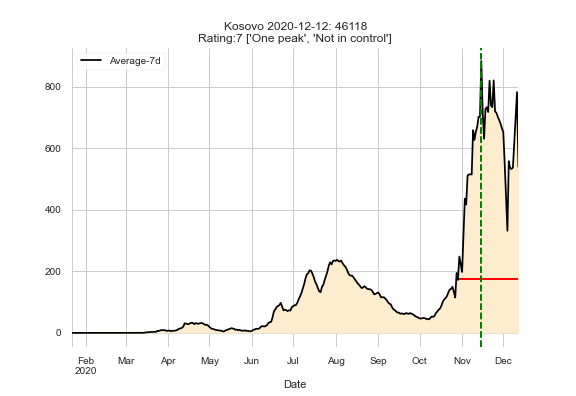 Kosovo 2020-12-12: 46118
Rating:7 ['One peak', 'Not in control']
Average-7d
800
600
400
200
0
Feb Mar Apr May Jun Jul Aug Sep Oct Nov Dec
2020
Date